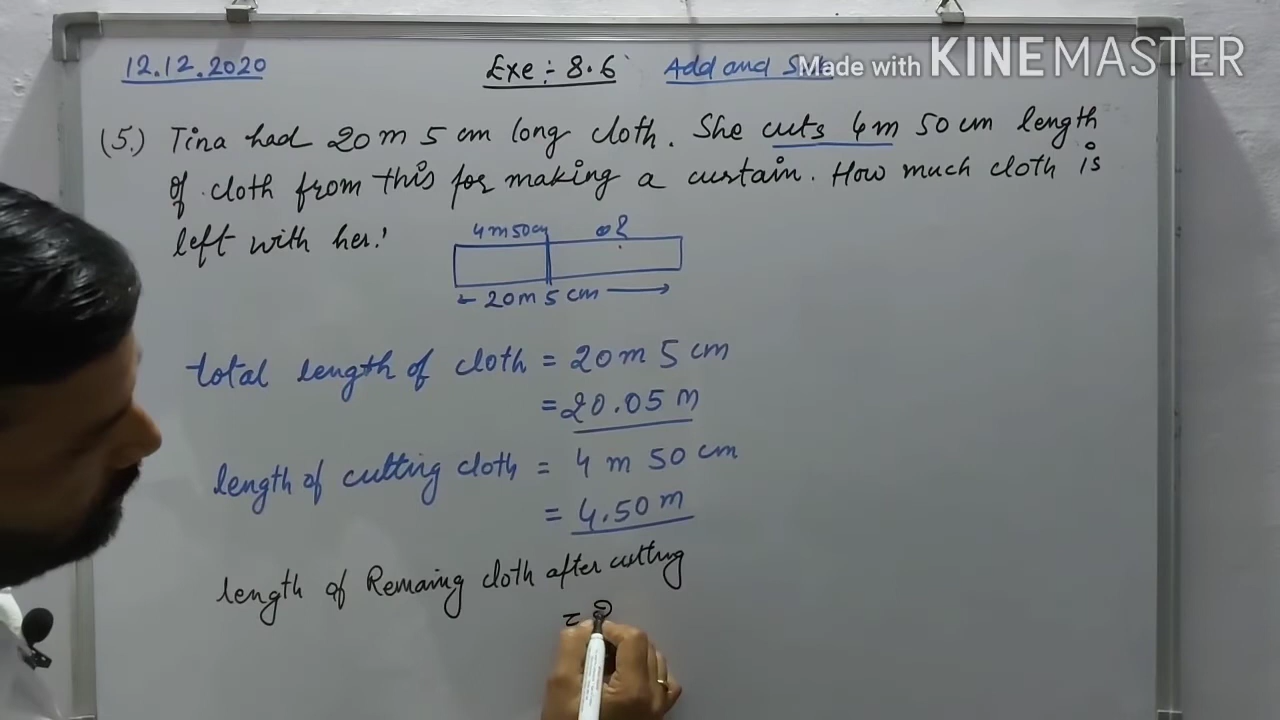 12.12.2020 Exe :- 8.6 Add and
Made with KINEMASTER
(5.) Tina had 20 m 5 cm long cloth. She cuts 4m 50 cm length
of cloth from this for making a curtain. How much cloth is
left with her?
4 m 50 cm ?
20 m 5 cm
total length of cloth = 20 m 5 cm
= 20.05 m
length of cutting cloth = 4 m 50 cm
= 4.50 m
length of Remaing cloth after cutting
=